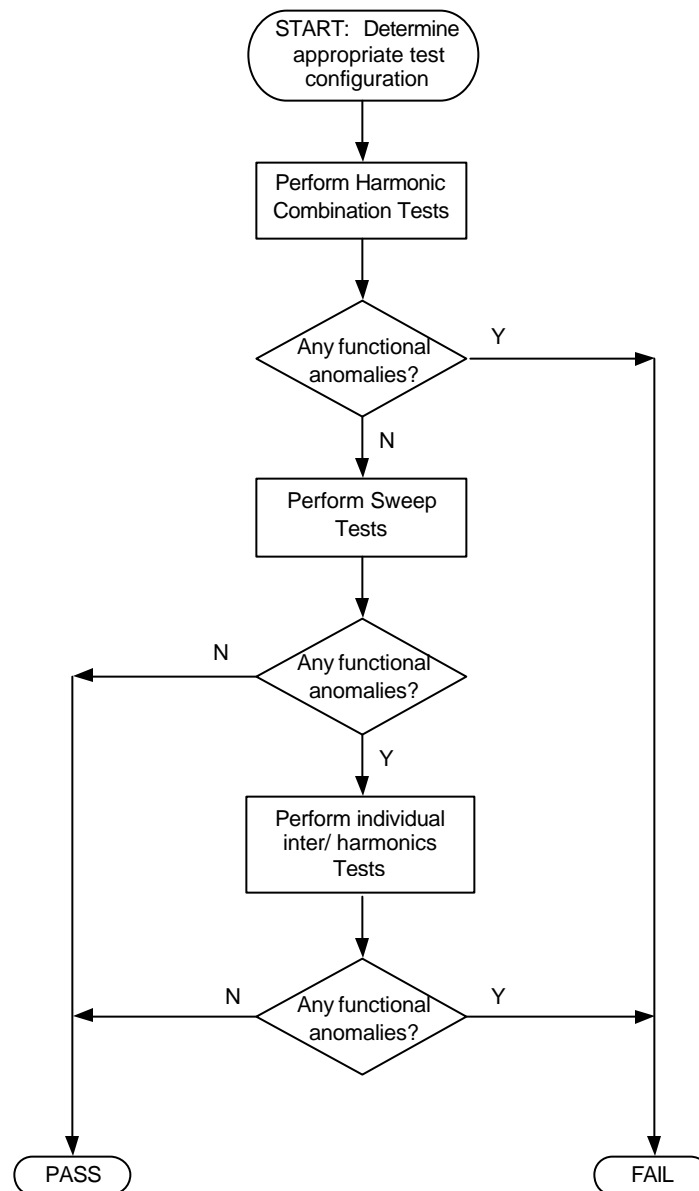 START: Determine
appropriate test
configuration
Perform Harmonic
Combination Tests
Any functional
anomalies?
Y
N
Perform Sweep
Tests
Any functional
anomalies?
N
Y
Perform individual
inter/ harmonics
Tests
Any functional
anomalies?
N
Y
PASS
FAIL